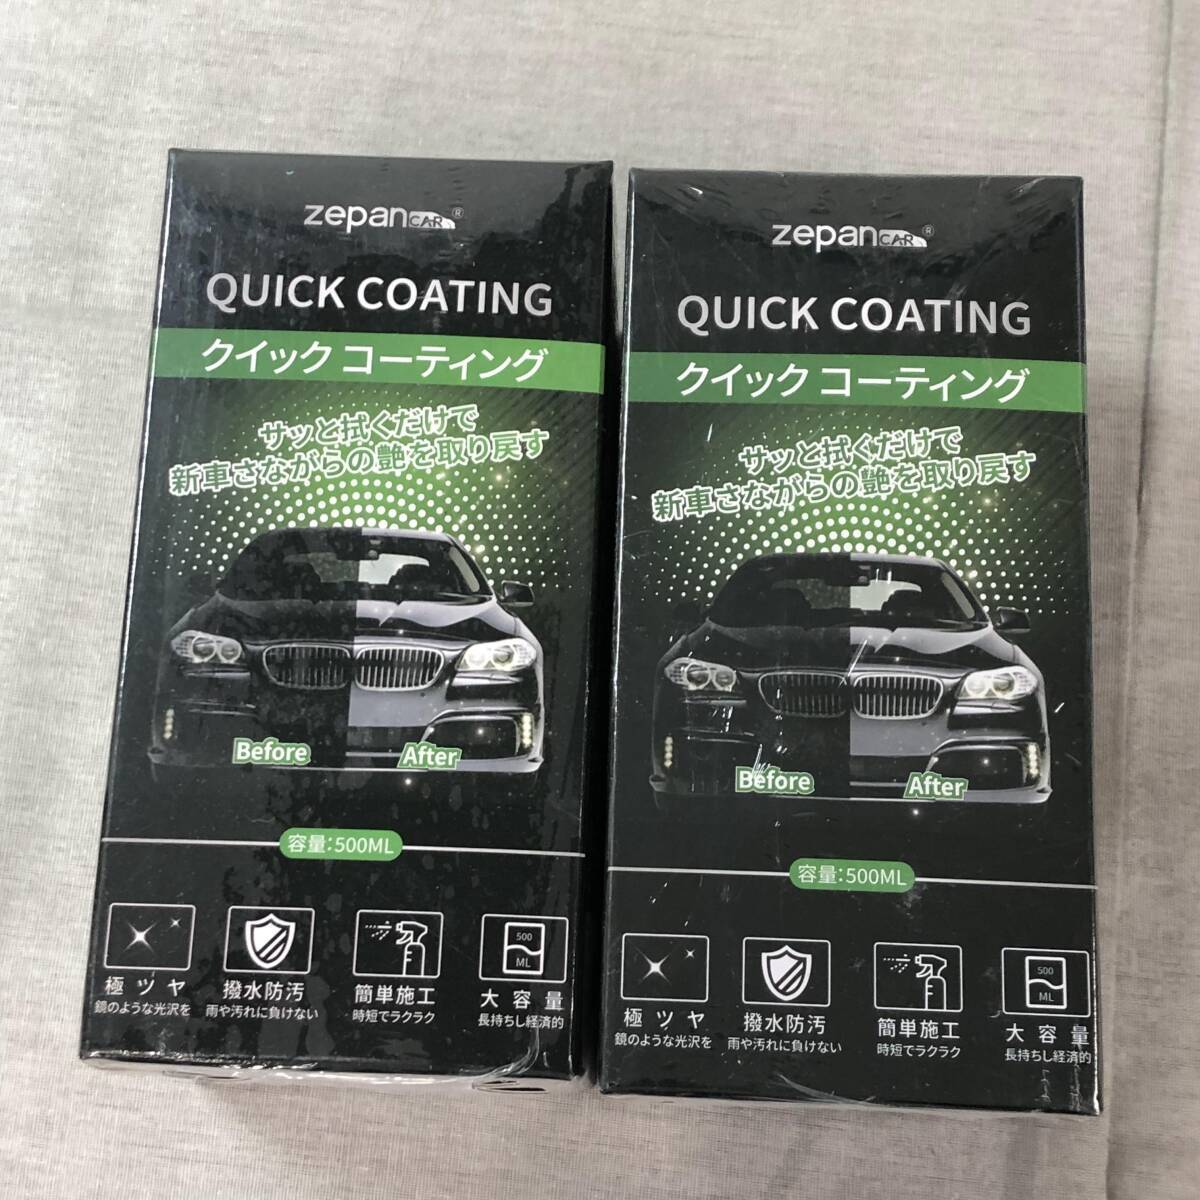 zepan CAR ®
QUICK COATING
クイック コーティング
サッと拭くだけで
新車さながらの艶を取り戻す
Before
After
容量:500ML
500
ML
極ツヤ
鏡のような光沢を
撥水防汚
雨や汚れに負けない
簡単施工
時短でラクラク
大容量
長持ちし経済的
zepan CAR ®
QUICK COATING
クイック コーティング
サッと拭くだけで
新車さながらの艶を取り戻す
Before
After
容量:500ML
500
ML
極ツヤ
鏡のような光沢を
撥水防汚
雨や汚れに負けない
簡単施工
時短でラクラク
大容量
長持ちし経済的